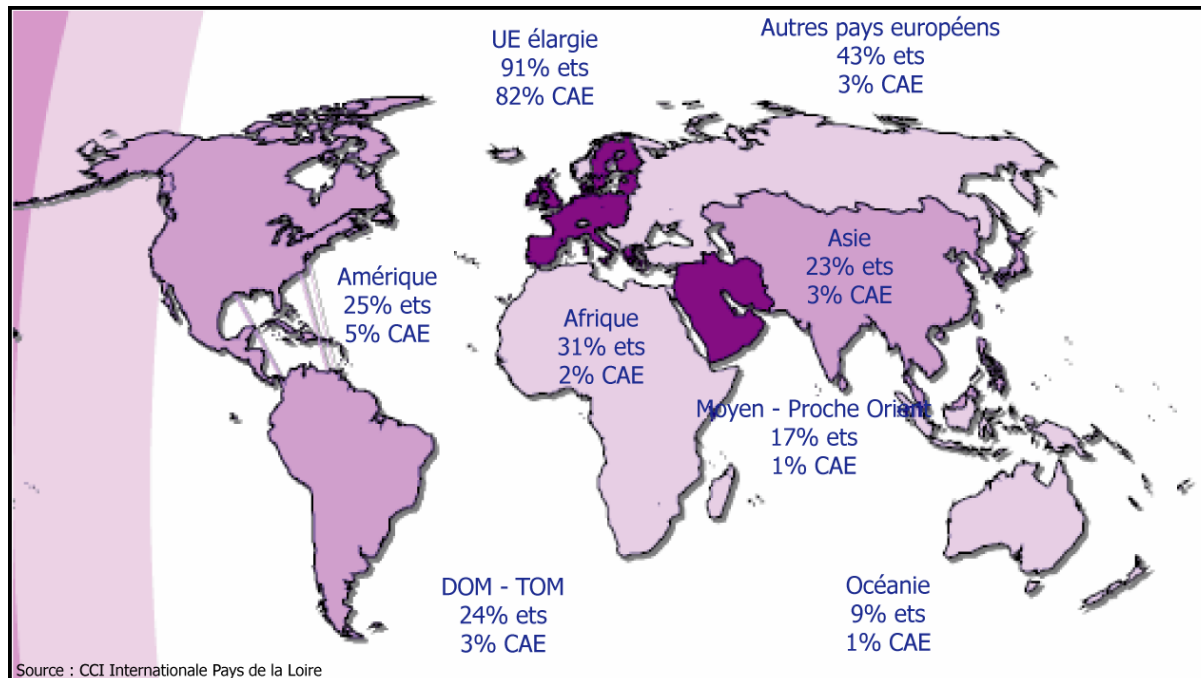 UE élargie
91% ets
82% CAE
Autres pays européens
43% ets
3% CAE
Amérique
25% ets
5% CAE
Asie
23% ets
3% CAE
Afrique
31% ets
2% CAE
Moyen - Proche Orient
17% ets
1% CAE
DOM - TOM
24% ets
3% CAE
Océanie
9% ets
1% CAE
Source : CCI Internationale Pays de la Loire